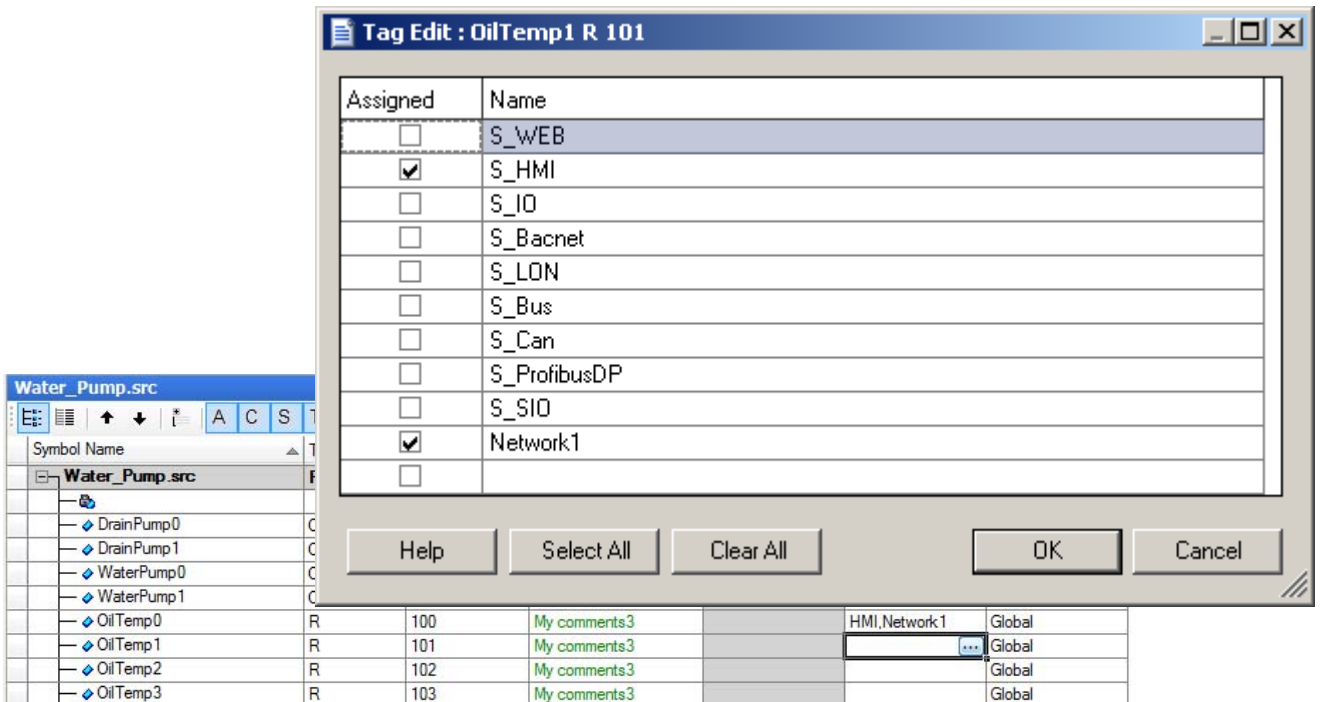 Tag Edit : OilTemp1 R 101
Assigned Name
S_WEB
S_HMI
S_IO
S_Bacnet
S_LON
S_Bus
S_Can
S_ProfibusDP
S_SIO
Network1
Help Select All Clear All OK Cancel
Water_Pump.src
A C S
Symbol Name
Water_Pump.src
DrainPump0
DrainPump1
WaterPump0
WaterPump1
OilTemp0 R 100 My comments3 HMI,Network1 Global
OilTemp1 R 101 My comments3 ... Global
OilTemp2 R 102 My comments3 Global
OilTemp3 R 103 My comments3 Global